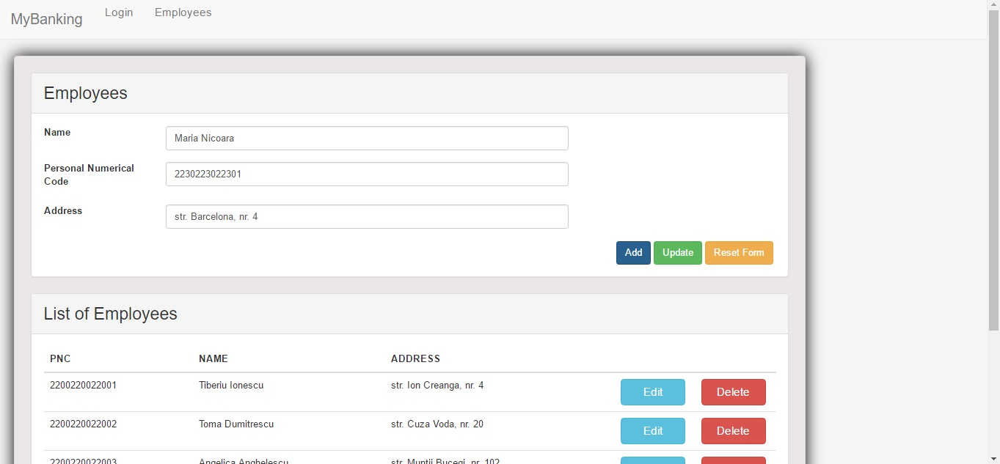 MyBanking Login Employees
Employees
Name Maria Nicoara
Personal Numerical Code 2230223022301
Address str. Barcelona, nr. 4
Add Update Reset Form
List of Employees
PNC NAME ADDRESS
2200220022001 Tiberiu Ionescu str. Ion Creanga, nr. 4 Edit Delete
2200220022002 Toma Dumitrescu str. Cuza Voda, nr. 20 Edit Delete
2200220022003 Angelica Anghelescu str. Muntii Bucegi, nr. 102